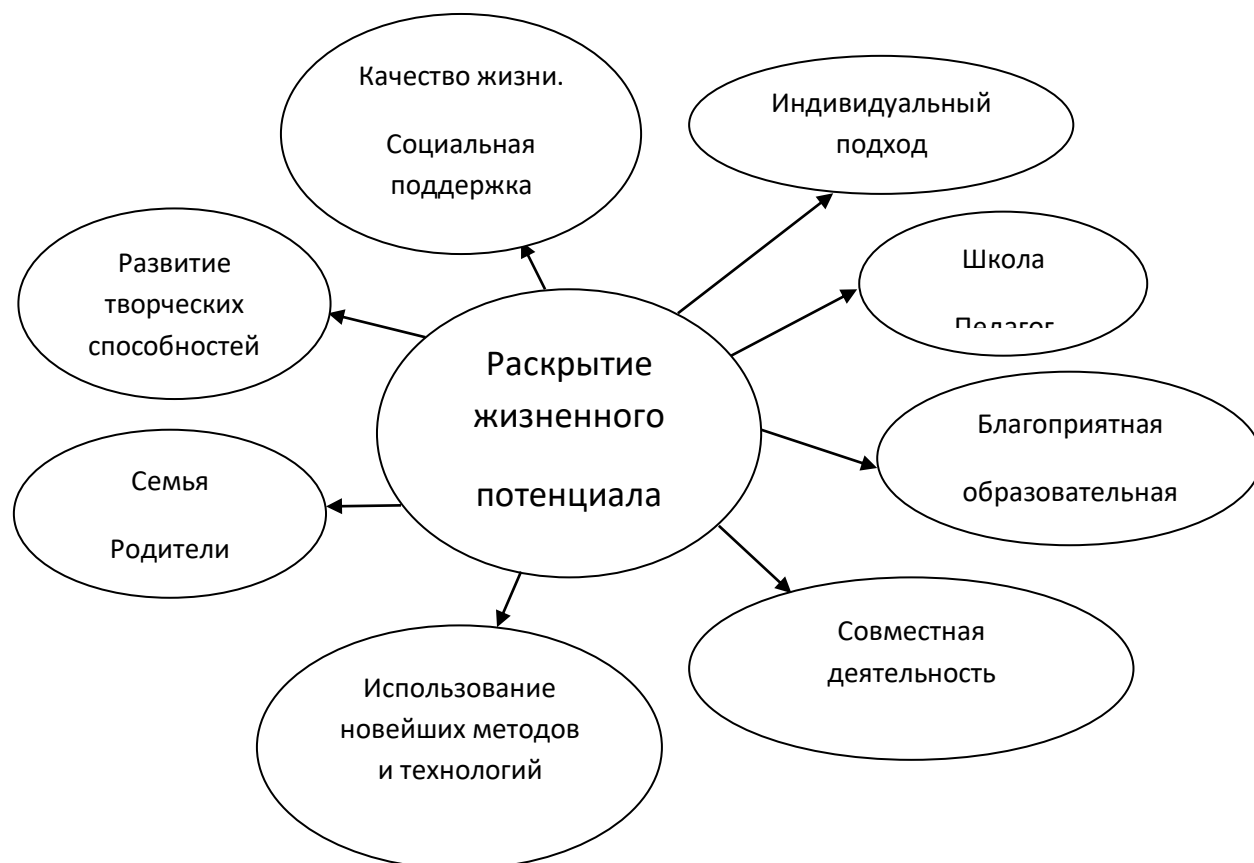 Качество жизни.
Социальная
поддержка
Индивидуальный
подход
Развитие
творческих
способностей
Школа
Педагог
Раскрытие
жизненного
потенциала
Благоприятная
образовательная
Семья
Родители
Совместная
деятельность
Использование
новейших методов
и технологий